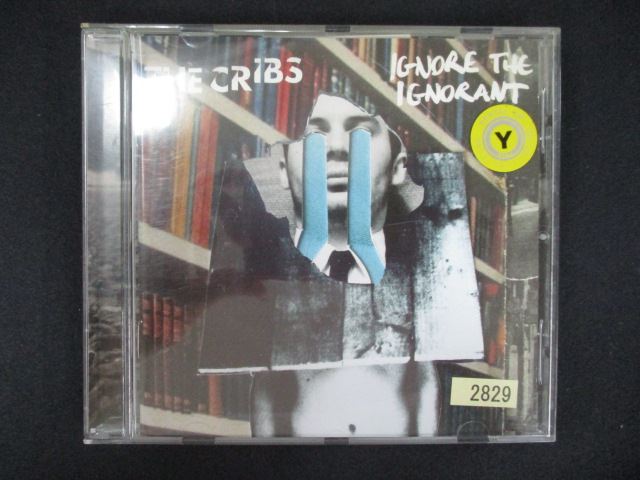 THE CRIBS
IGNORE THE
IGNORANT
Y
2829